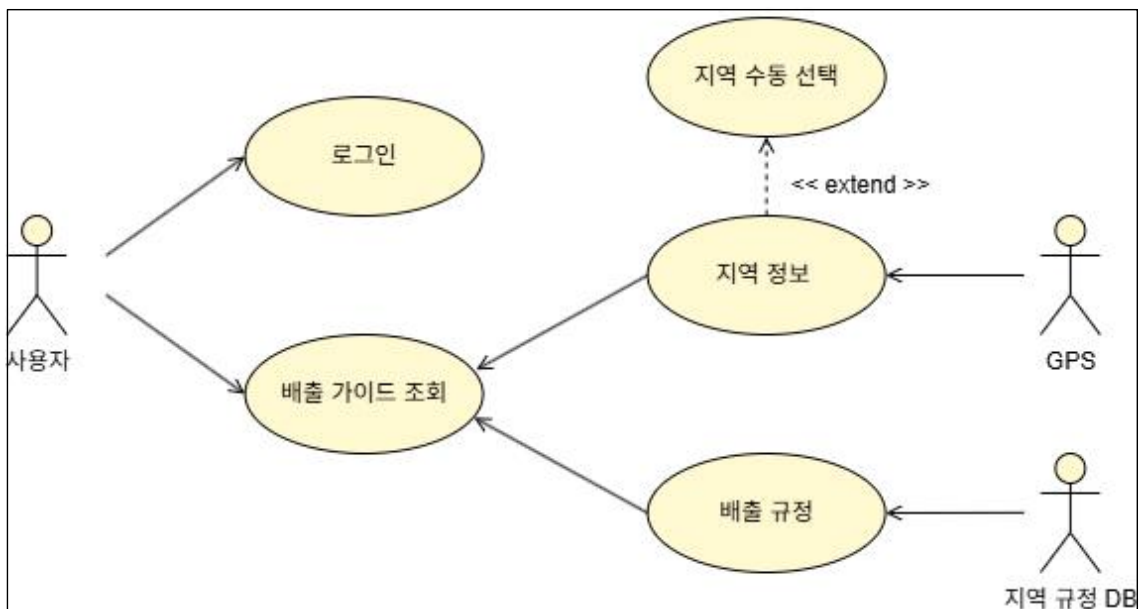 지역 수동 선택
로그인
<< extend >>
지역 정보
사용자
GPS
배출 가이드 조회
배출 규정
지역 규정 DB